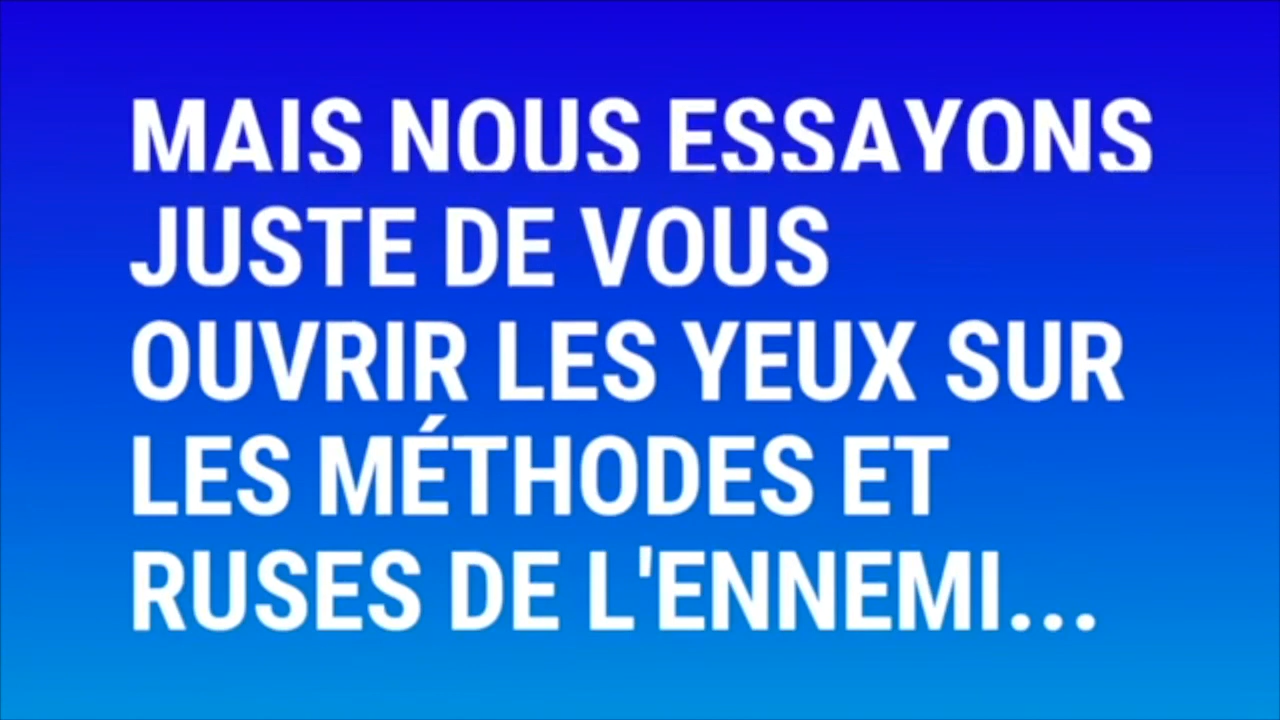 MAIS NOUS ESSAYONS
JUSTE DE VOUS
OUVRIR LES YEUX SUR
LES MÉTHODES ET
RUSES DE L'ENNEMI...